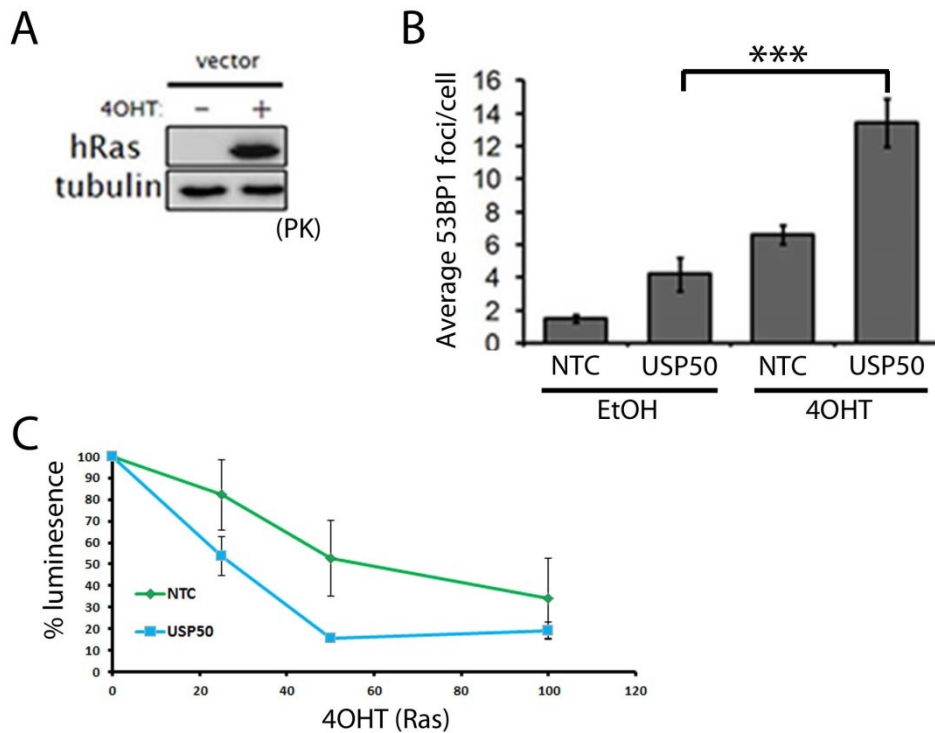 A
vector
4OHT: – +
hRas
tubulin
(PK)
B
***
Average 53BP1 foci/cell
16
14
12
10
8
6
4
2
0
NTC USP50 NTC USP50
EtOH 4OHT
C
% luminesence
100
90
80
70
60
50
40
30
20
10
0
NTC
USP50
0 20 40 60 80 100 120
4OHT (Ras)